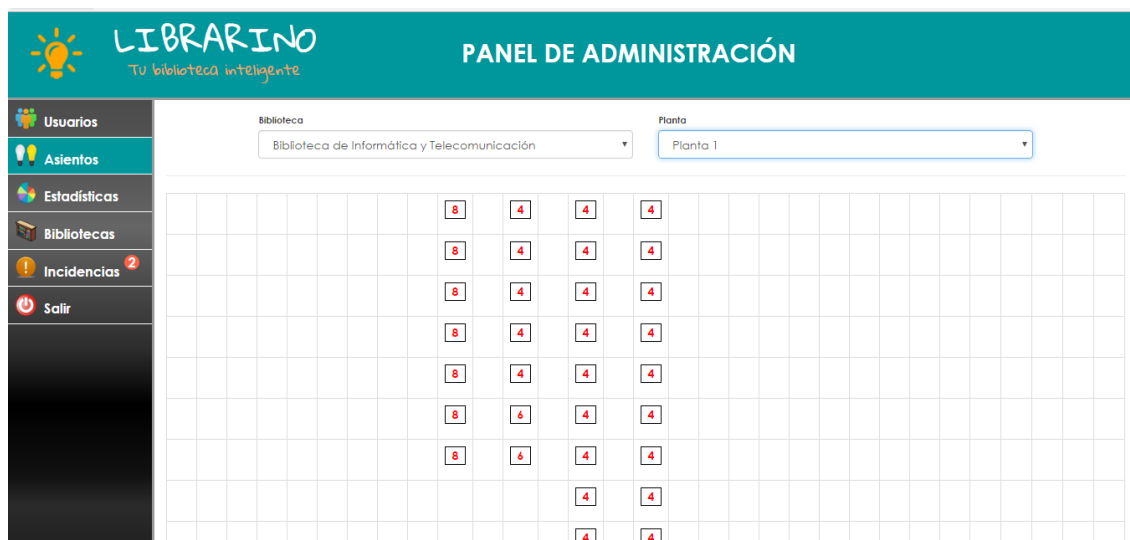 LIBRARINO
Tu biblioteca inteligente
PANEL DE ADMINISTRACIÓN
Usuarios
Asientos
Estadísticas
Bibliotecas
Incidencias 2
Salir
Biblioteca
Planta
Biblioteca de Informática y Telecomunicación
Planta 1
8 4 4 4
8 4 4 4
8 4 4 4
8 4 4 4
8 4 4 4
8 6 4 4
8 6 4 4
4 4
4 4